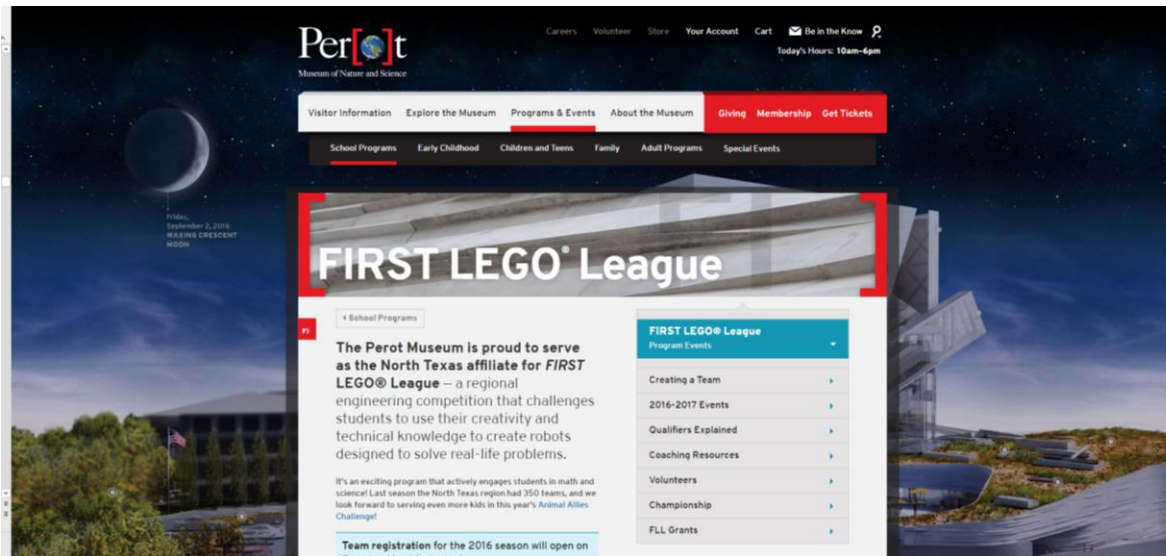 Careers Volunteer Store Your Account Cart Be in the Know
Per[ ]t
Museum of Nature and Science
Today's Hours: 10am–6pm
Visitor Information Explore the Museum Programs & Events About the Museum Giving Membership Get Tickets
School Programs Early Childhood Children and Teens Family Adult Programs Special Events
Friday,
September 2, 2016
WAXING CRESCENT
MOON
FIRST LEGO® League
School Programs
FI
The Perot Museum is proud to serve
as the North Texas affiliate for FIRST
LEGO® League – a regional
engineering competition that challenges
students to use their creativity and
technical knowledge to create robots
designed to solve real-life problems.
It's an exciting program that actively engages students in math and
science! Last season the North Texas region had 350 teams, and we
look forward to serving even more kids in this year's Animal Allies
Challenge!
Team registration for the 2016 season will open on
FIRST LEGO® League
Program Events
Creating a Team
2016-2017 Events
Qualifiers Explained
Coaching Resources
Volunteers
Championship
FLL Grants